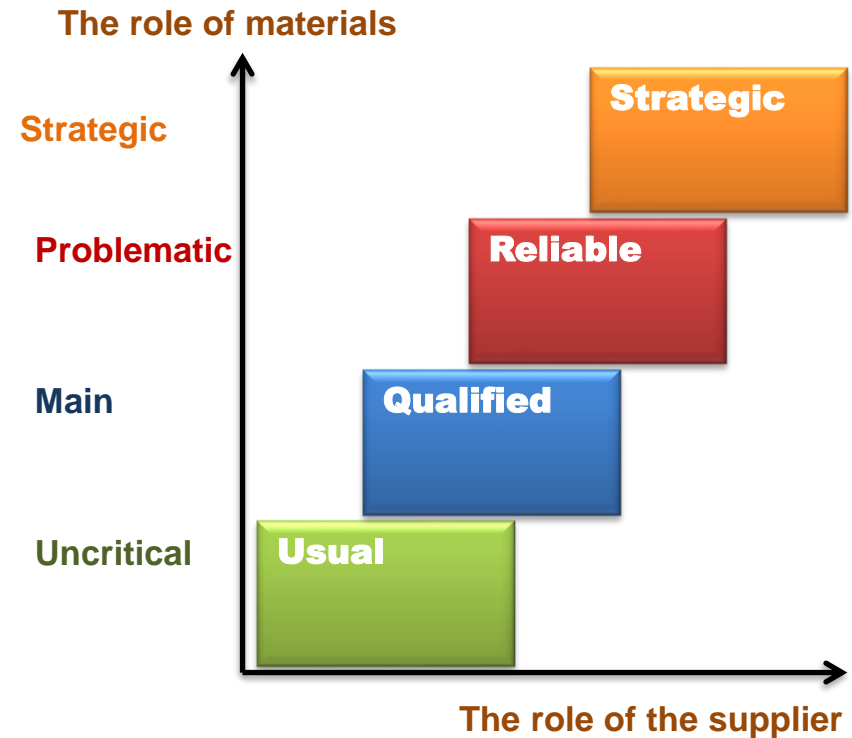 The role of materials
Strategic
Strategic
Problematic
Reliable
Main
Qualified
Uncritical
Usual
The role of the supplier